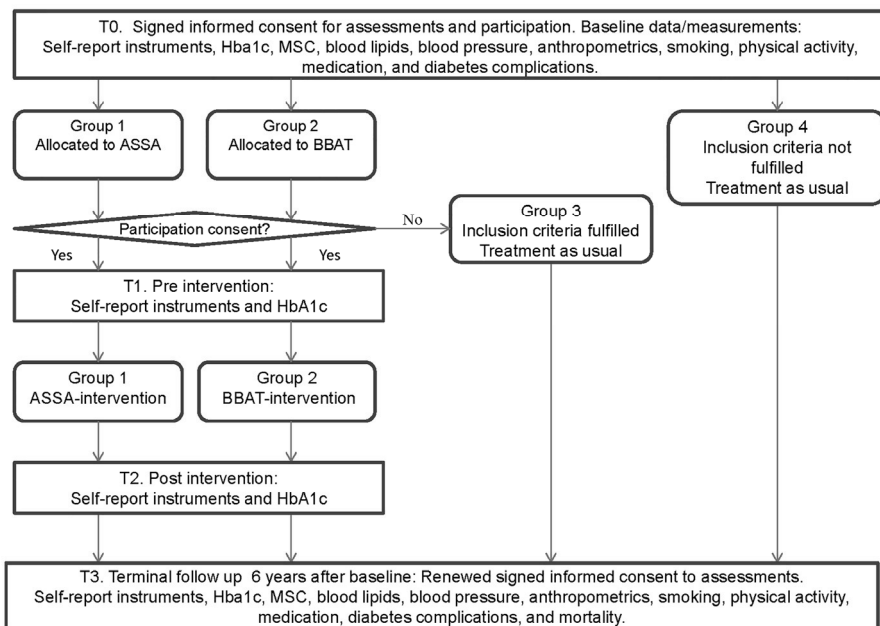 T0. Signed informed consent for assessments and participation. Baseline data/measurements:
Self-report instruments, Hba1c, MSC, blood lipids, blood pressure, anthropometrics, smoking, physical activity,
medication, and diabetes complications.
Group 1
Allocated to ASSA
Group 2
Allocated to BBAT
Group 4
Inclusion criteria not
fulfilled
Treatment as usual
Participation consent?
No
Group 3
Inclusion criteria fulfilled
Treatment as usual
Yes
Yes
T1. Pre intervention:
Self-report instruments and HbA1c
Group 1
ASSA-intervention
Group 2
BBAT-intervention
T2. Post intervention:
Self-report instruments and HbA1c
T3. Terminal follow up 6 years after baseline: Renewed signed informed consent to assessments.
Self-report instruments, Hba1c, MSC, blood lipids, blood pressure, anthropometrics, smoking, physical activity,
medication, diabetes complications, and mortality.